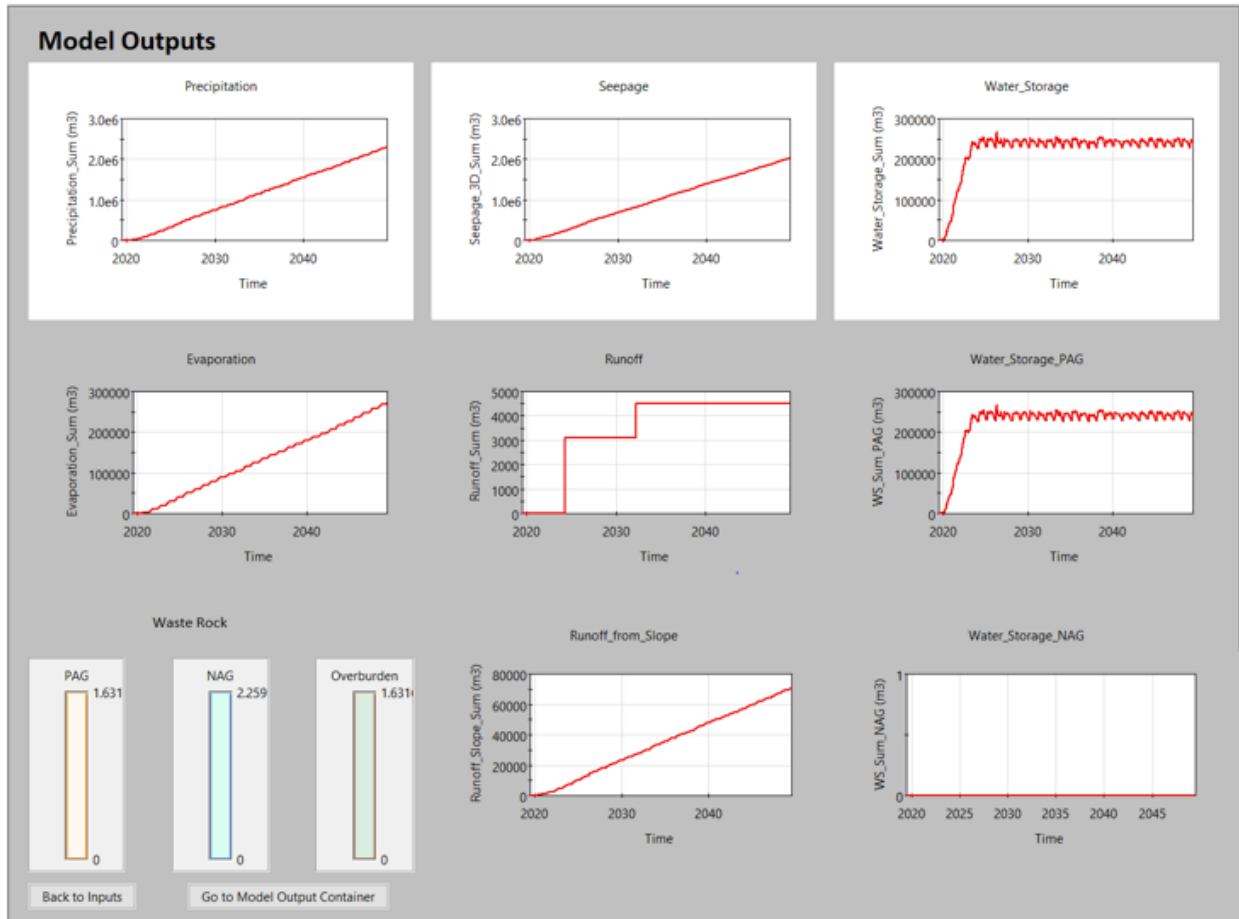 Model Outputs
Precipitation
Precipitation_Sum (m3)
3.0e6
2.0e6
1.0e6
0
2020 2030 2040
Time
Seepage
Seepage_3D_Sum (m3)
3.0e6
2.0e6
1.0e6
0
2020 2030 2040
Time
Water_Storage
Water_Storage_Sum (m3)
300000
200000
100000
0
2020 2030 2040
Time
Evaporation
Evaporation_Sum (m3)
300000
200000
100000
0
2020 2030 2040
Time
Runoff
Runoff_Sum (m3)
5000
4000
3000
2000
1000
0
2020 2030 2040
Time
Water_Storage_PAG
WS_Sum_PAG (m3)
300000
200000
100000
0
2020 2030 2040
Time
Waste Rock
PAG
1.631
0
NAG
2.259
0
Overburden
1.631
0
Runoff_from_Slope
Runoff_Slope_Sum (m3)
80000
60000
40000
20000
0
2020 2030 2040
Time
Water_Storage_NAG
WS_Sum_NAG (m3)
1
0
2020 2025 2030 2035 2040 2045
Time
Back to Inputs
Go to Model Output Container